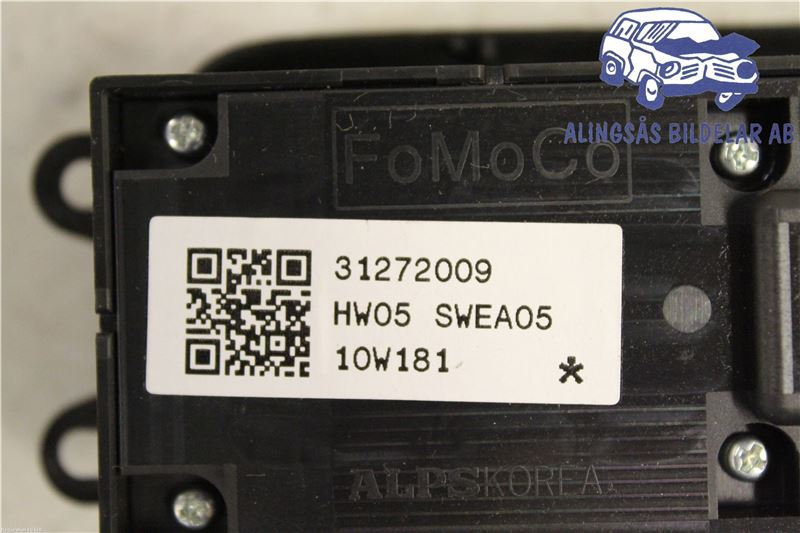 ALINGSÅS BILDELAR AB
FoMoCo
31272009
HW05 SWEA05
10W181 *
ALPSKOREA